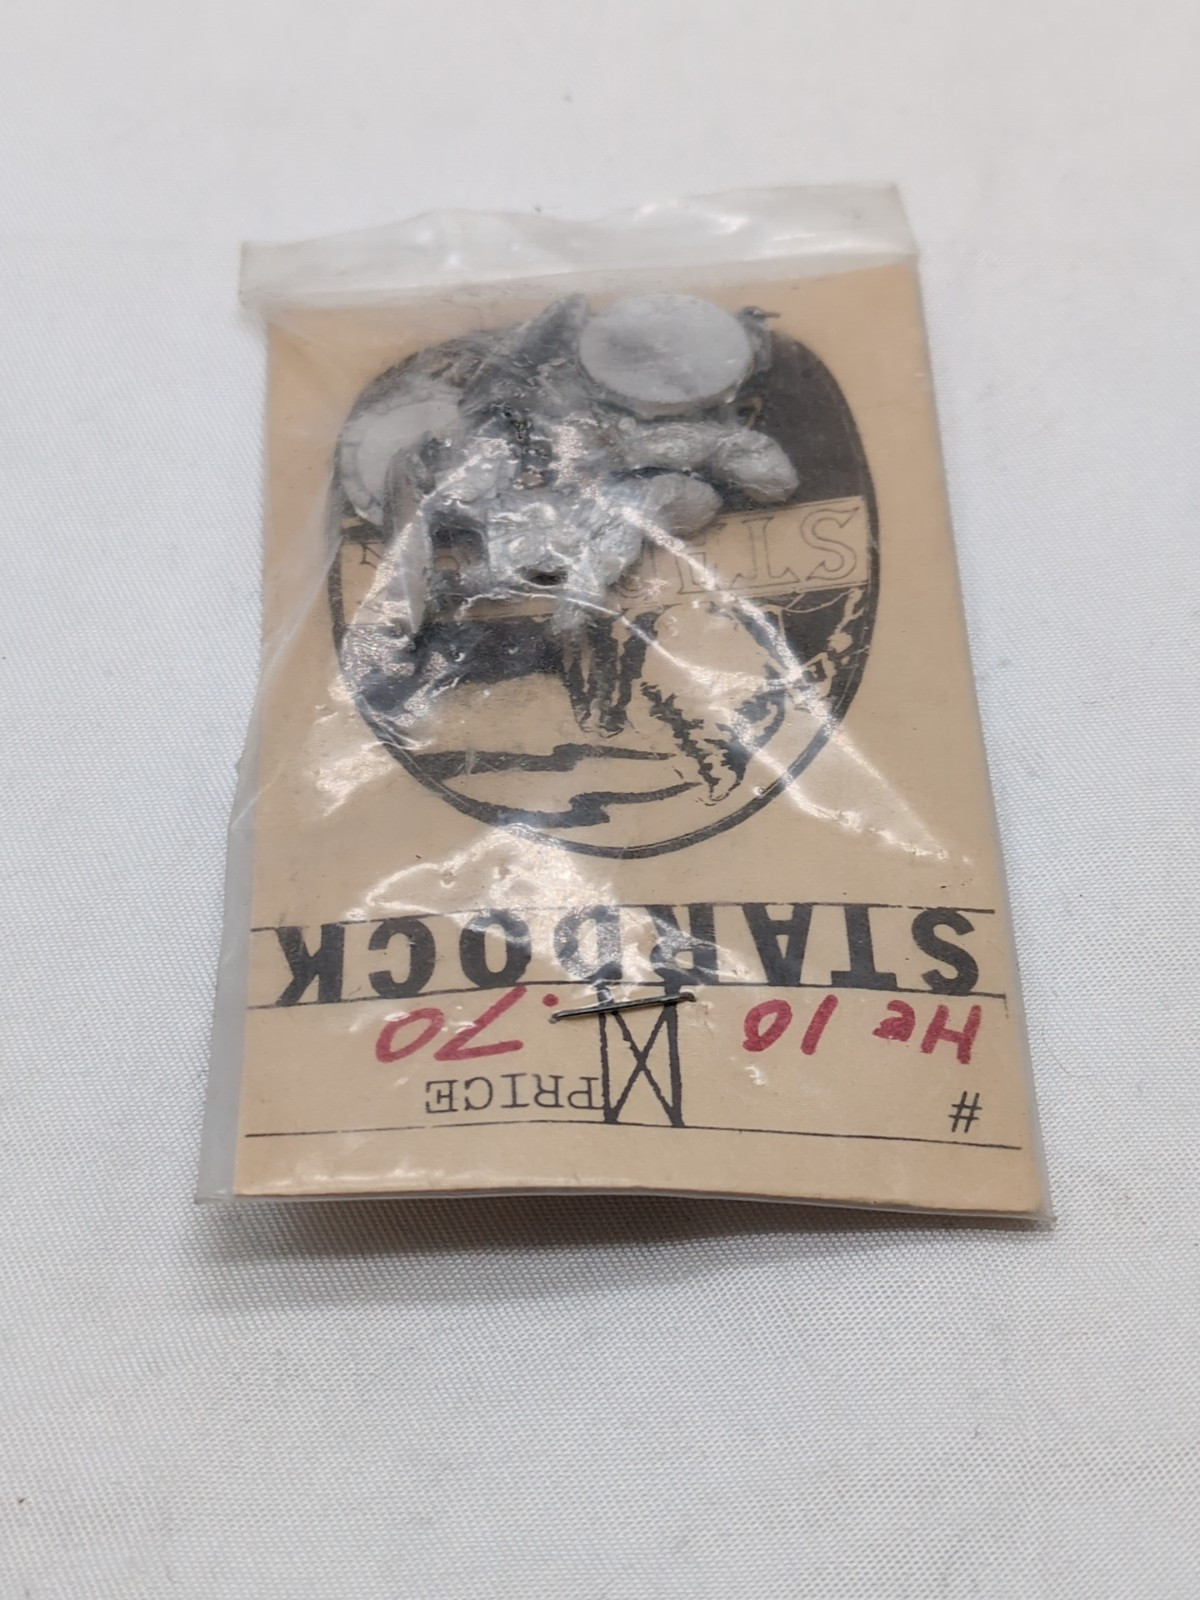 # PRICE
He 10 .70
STARDOCK